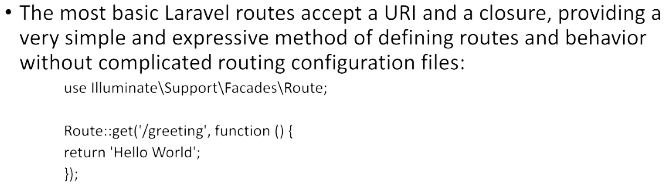 • The most basic Laravel routes accept a URI and a closure, providing a
very simple and expressive method of defining routes and behavior
without complicated routing configuration files:
use Illuminate\Support\Facades\Route;
Route::get('/greeting', function () {
return 'Hello World';
});